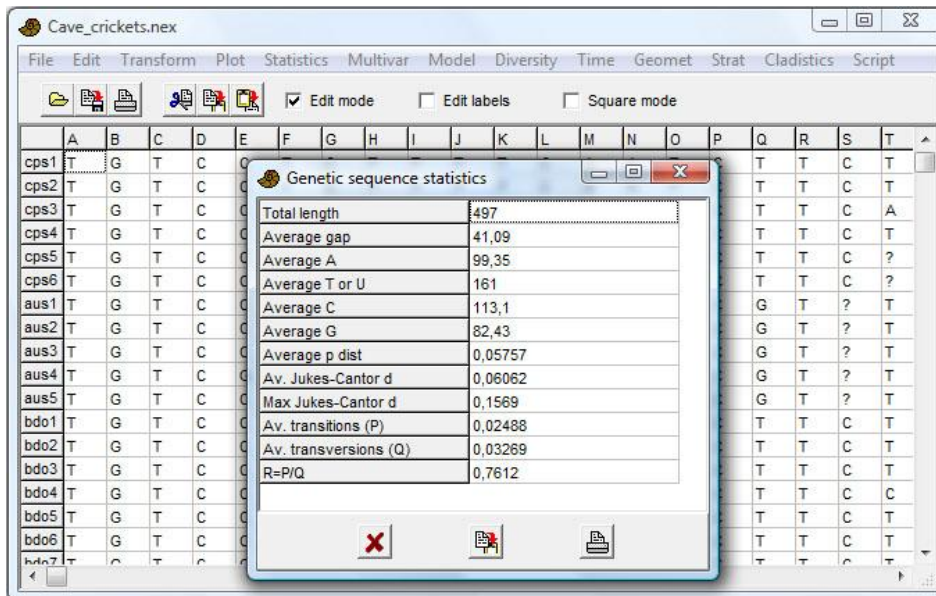 Cave_crickets.nex
File Edit Transform Plot Statistics Multivar Model Diversity Time Geomet Strat Cladistics Script
Edit mode Edit labels Square mode
A B C D E F G H I J K L M N O P Q R S T
cps1 T G T C T T C T
cps2 T G T C T T C T
cps3 T G T C T T C A
cps4 T G T C T T C T
cps5 T G T C T T C ?
cps6 T G T C T T C ?
aus1 T G T C G T ? T
aus2 T G T C G T ? T
aus3 T G T C G T ? T
aus4 T G T C G T ? T
aus5 T G T C G T ? T
bdo1 T G T C T T C T
bdo2 T G T C T T C T
bdo3 T G T C T T C T
bdo4 T G T C T T C C
bdo5 T G T C T T C T
bdo6 T G T C T T C T
Genetic sequence statistics
Total length 497
Average gap 41,09
Average A 99,35
Average T or U 161
Average C 113,1
Average G 82,43
Average p dist 0,05757
Av. Jukes-Cantor d 0,06062
Max Jukes-Cantor d 0,1569
Av. transitions (P) 0,02488
Av. transversions (Q) 0,03269
R=P/Q 0,7612